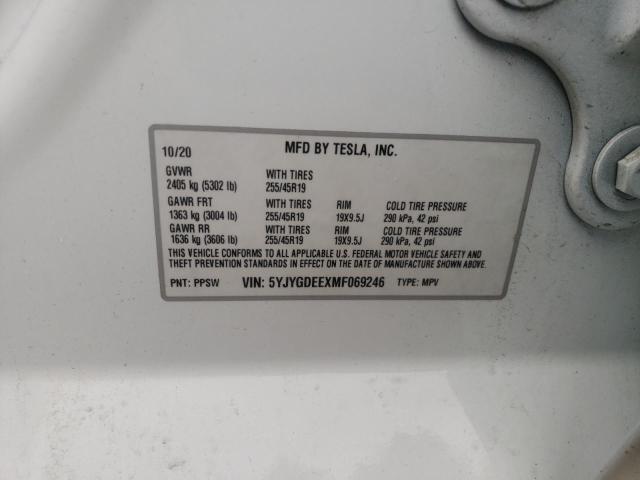 10/20 MFD BY TESLA, INC.
GVWR WITH TIRES
2405 kg (5302 lb) 255/45R19
GAWR FRT WITH TIRES RIM COLD TIRE PRESSURE
1363 kg (3004 lb) 255/45R19 19X9.5J 290 kPa, 42 psi
GAWR RR WITH TIRES RIM COLD TIRE PRESSURE
1636 kg (3606 lb) 255/45R19 19X9.5J 290 kPa, 42 psi
THIS VEHICLE CONFORMS TO ALL APPLICABLE U.S. FEDERAL MOTOR VEHICLE SAFETY AND
THEFT PREVENTION STANDARDS IN EFFECT ON THE DATE OF MANUFACTURE SHOWN ABOVE.
PNT: PPSW VIN: 5YJYGDEEXMF069246 TYPE: MPV